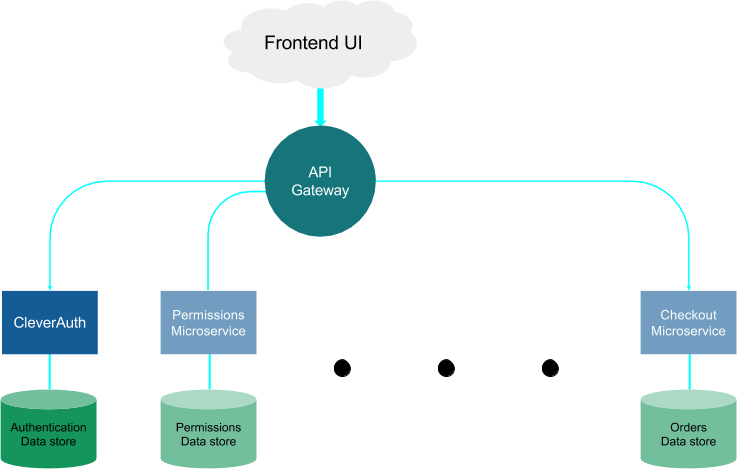 Frontend UI
API
Gateway
CleverAuth
Permissions
Microservice
Checkout
Microservice
Authentication
Data store
Permissions
Data store
Orders
Data store